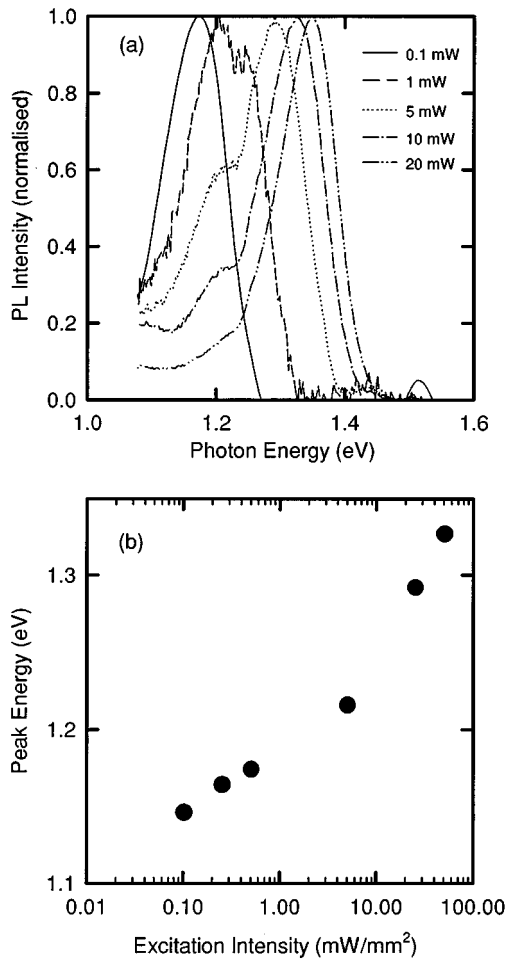 (a)
0.1 mW
1 mW
5 mW
10 mW
20 mW
PL Intensity (normalised)
1.0
0.8
0.6
0.4
0.2
0.0
1.0 1.2 1.4 1.6
Photon Energy (eV)
(b)
Peak Energy (eV)
1.3
1.2
1.1
0.01 0.10 1.00 10.00 100.00
Excitation Intensity (mW/mm²)